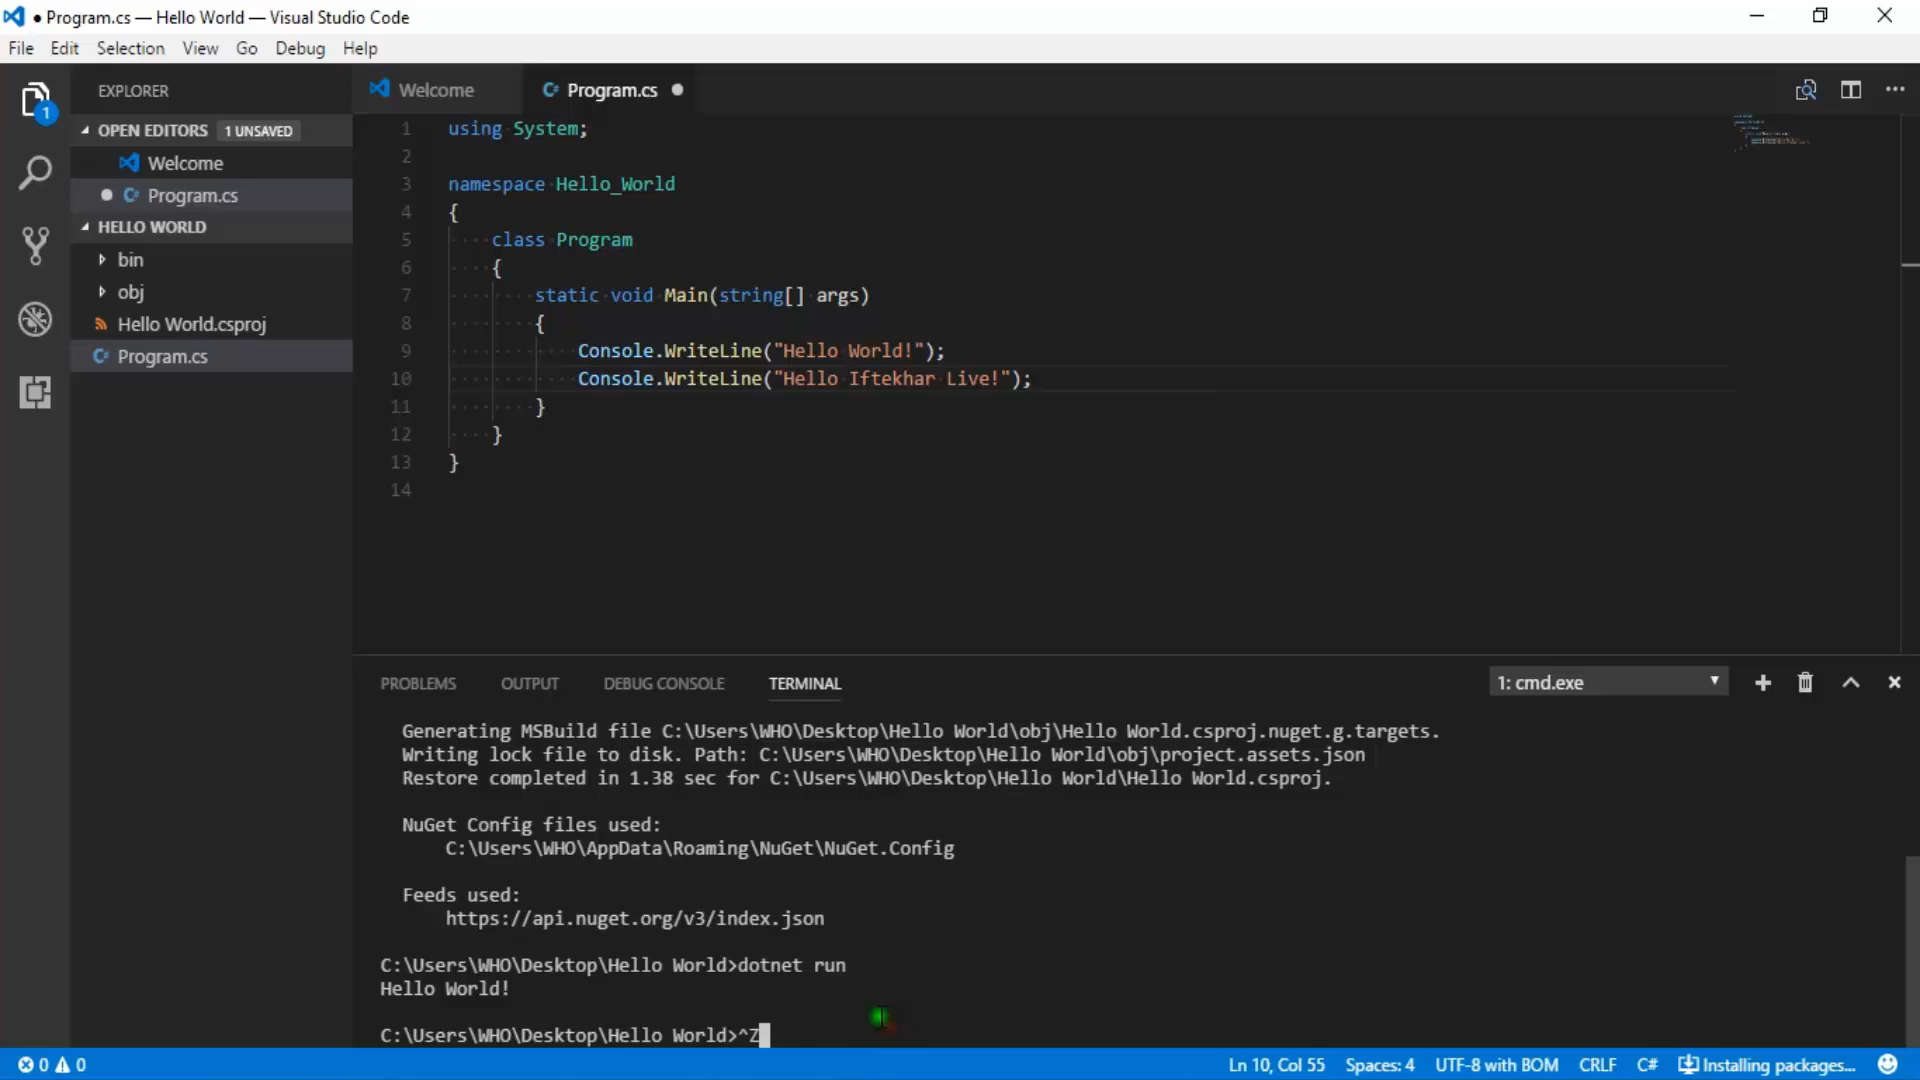 ● Program.cs — Hello World — Visual Studio Code
File Edit Selection View Go Debug Help
EXPLORER
1
OPEN EDITORS 1 UNSAVED
Welcome
Program.cs
HELLO WORLD
bin
obj
Hello World.csproj
Program.cs
Welcome Program.cs
1 using System;
2
3 namespace Hello_World
4 {
5 class Program
6 {
7 static void Main(string[] args)
8 {
9 Console.WriteLine("Hello World!");
10 Console.WriteLine("Hello Iftekhar Live!");
11 }
12 }
13 }
14
PROBLEMS OUTPUT DEBUG CONSOLE TERMINAL 1: cmd.exe
Generating MSBuild file C:\Users\WHO\Desktop\Hello World\obj\Hello World.csproj.nuget.g.targets.
Writing lock file to disk. Path: C:\Users\WHO\Desktop\Hello World\obj\project.assets.json
Restore completed in 1.38 sec for C:\Users\WHO\Desktop\Hello World\Hello World.csproj.
NuGet Config files used:
C:\Users\WHO\AppData\Roaming\NuGet\NuGet.Config
Feeds used:
https://api.nuget.org/v3/index.json
C:\Users\WHO\Desktop\Hello World>dotnet run
Hello World!
C:\Users\WHO\Desktop\Hello World>^Z
0 0 Ln 10, Col 55 Spaces: 4 UTF-8 with BOM CRLF C# Installing packages...